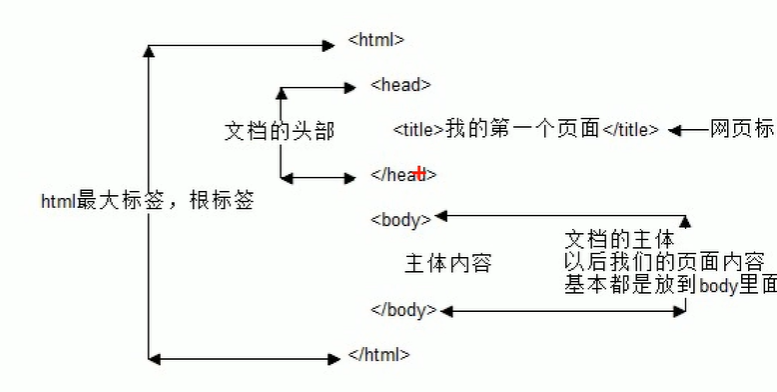 <html>
<head>
文档的头部
<title>我的第一个页面</title>
网页标
</head>
html最大标签，根标签
<body>
文档的主体
主体内容
以后我们的页面内容
基本都是放到body里面
</body>
</html>